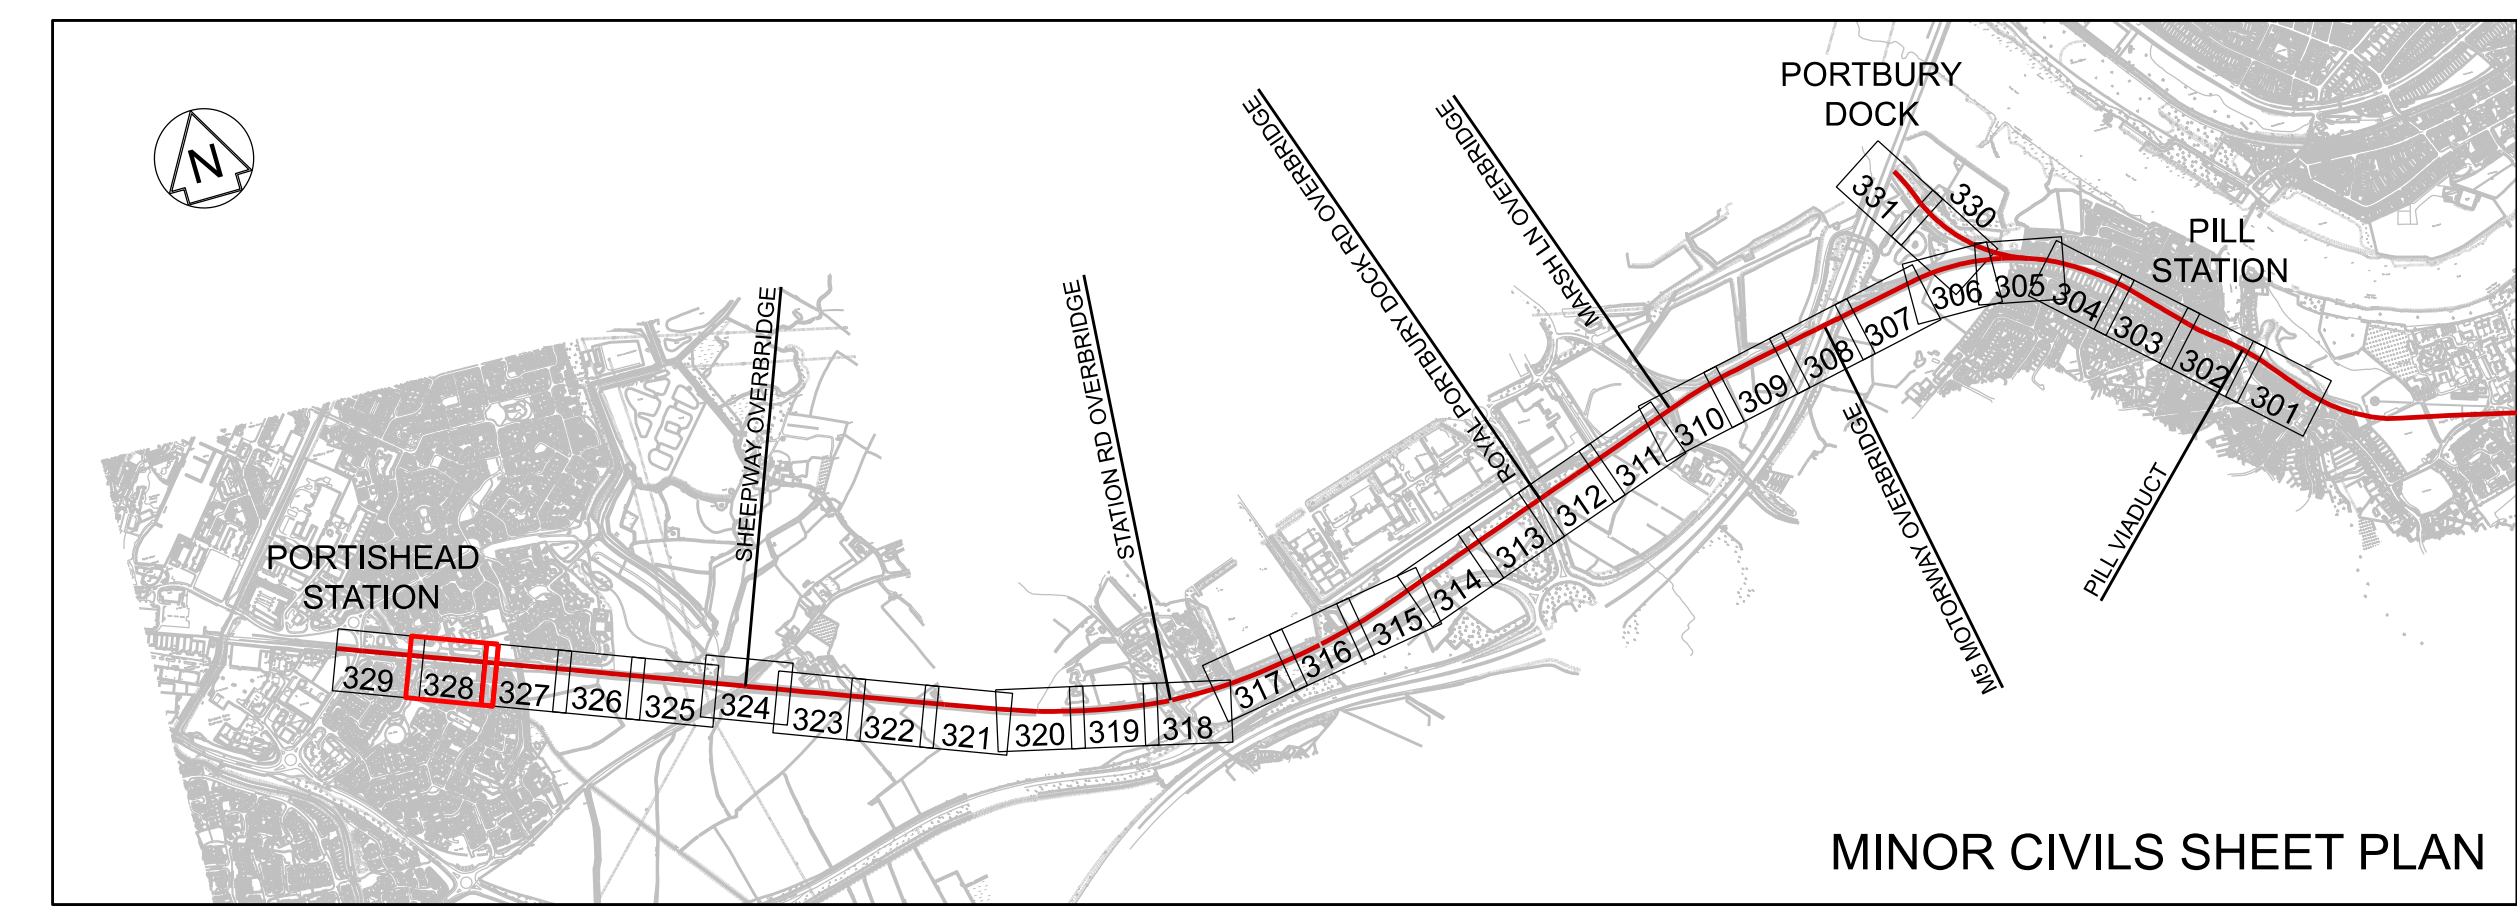 PORTBURY
DOCK
N
ROYAL PORTBURY DOCK RD OVERBRIDGE
MARSH LN OVERBRIDGE
331
330
PILL
STATION
SHEEPWAY OVERBRIDGE
STATION RD OVERBRIDGE
306
305
304
303
302
301
307
308
309
310
311
312
313
314
315
316
317
M5 MOTORWAY OVERBRIDGE
PILL VIADUCT
PORTISHEAD
STATION
329
328
327
326
325
324
323
322
321
320
319
318
MINOR CIVILS SHEET PLAN